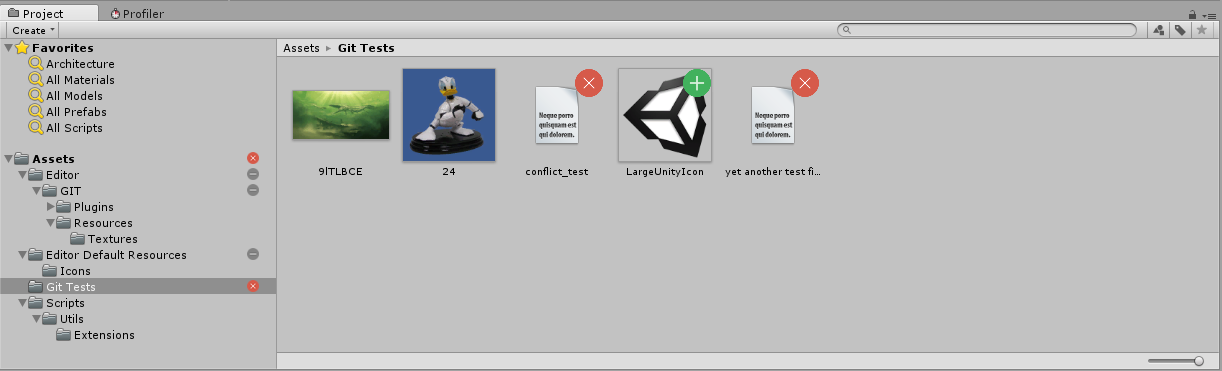 Project
Profiler
Create
Favorites
Architecture
All Materials
All Models
All Prefabs
All Scripts
Assets
Editor
GIT
Plugins
Resources
Textures
Editor Default Resources
Icons
Git Tests
Scripts
Utils
Extensions
Assets ▸ Git Tests
Neque porro
quisquam est
qui dolorem.
Neque porro
quisquam est
qui dolorem.
9lTLBCE
24
conflict_test
LargeUnityIcon
yet another test fi...